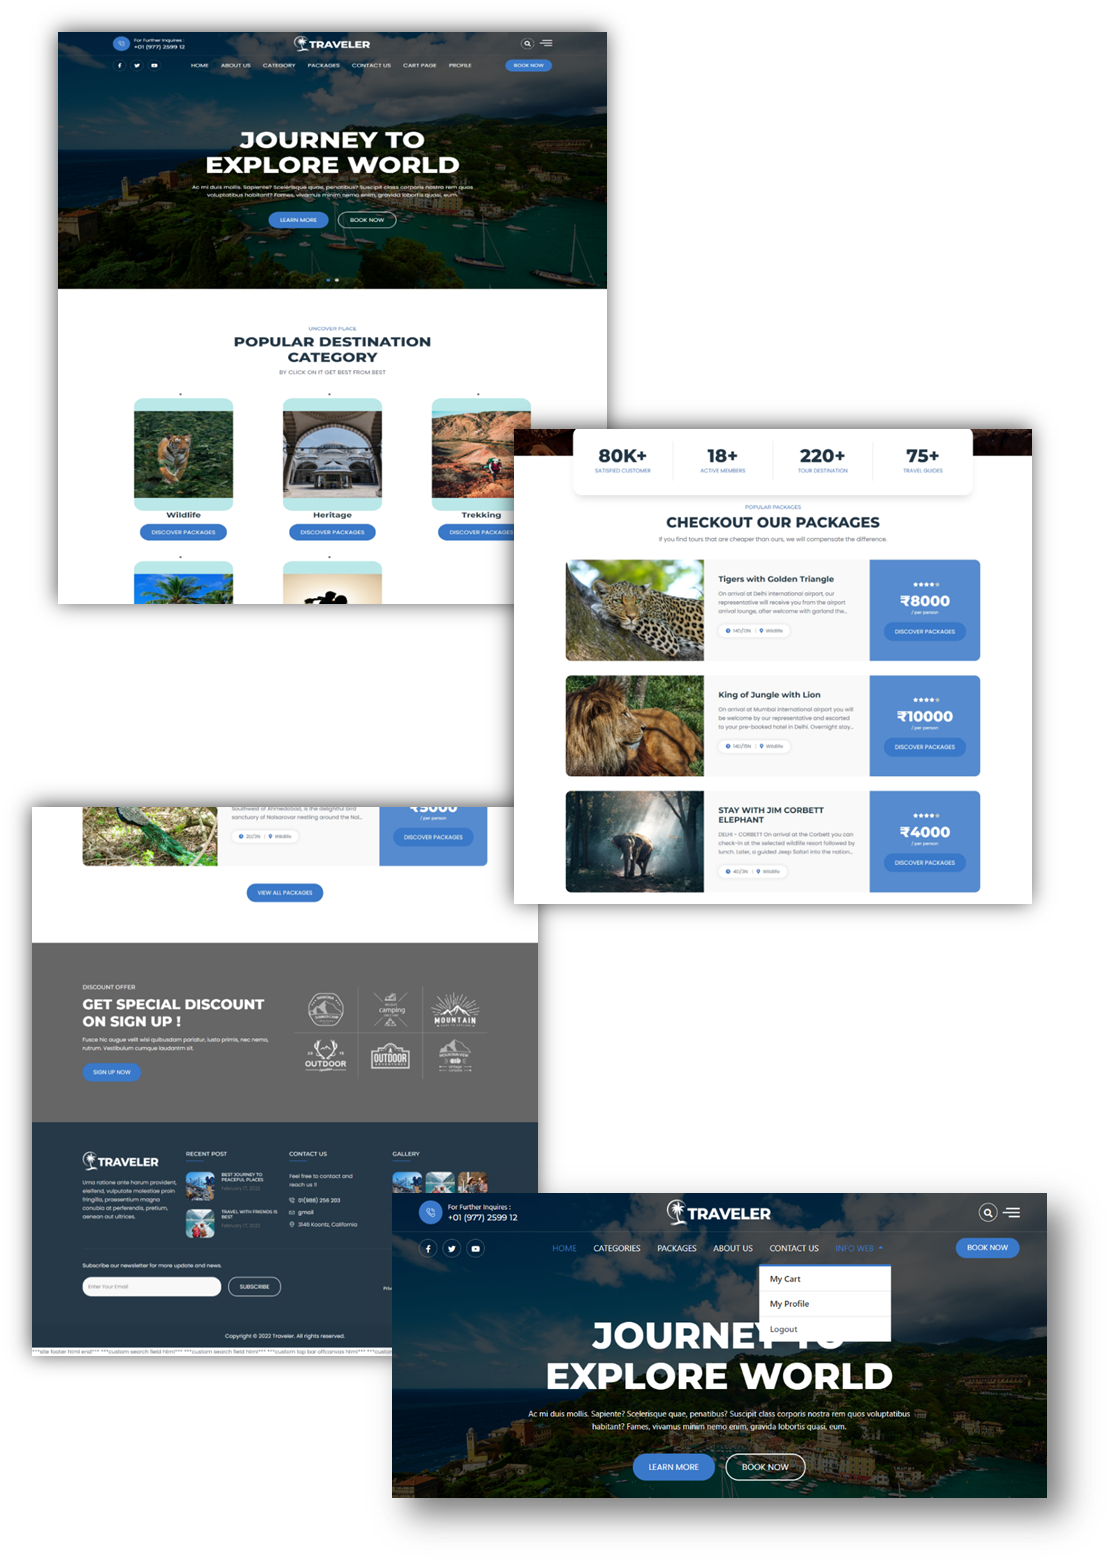 For Further Inquires :
+01 (977) 2599 12
TRAVELER
HOME ABOUT US CATEGORY PACKAGES CONTACT US CART PAGE PROFILE
BOOK NOW
JOURNEY TO
EXPLORE WORLD
Ac mi duis mollis. Sapiente? Scelerisque quae, penatibus? Suscipit class corporis nostra rem quos
voluptatibus habitant? Fames, vivamus minim nemo enim, gravida lobortis quasi, eum.
LEARN MORE BOOK NOW
UNCOVER PLACE
POPULAR DESTINATION
CATEGORY
BY CLICK ON IT GET BEST FROM BEST
Wildlife Heritage Trekking
DISCOVER PACKAGES DISCOVER PACKAGES DISCOVER PACK
80K+ 18+ 220+ 75+
SATISFIED CUSTOMER ACTIVE MEMBERS TOUR DESTINATION TRAVEL GUIDES
POPULAR PACKAGES
CHECKOUT OUR PACKAGES
If you find tours that are cheaper than ours, we will compensate the difference.
Tigers with Golden Triangle
On arrival at Delhi international airport, our
representative will receive you from the airport
arrival lounge, after welcome with garland the...
14D/13N Wildlife
₹8000
/ per person
DISCOVER PACKAGES
King of Jungle with Lion
On arrival at Mumbai international airport you will
be welcome by our representative and escorted
to your pre-booked hotel in Delhi. Overnight stay...
14D/15N Wildlife
₹10000
/ per person
DISCOVER PACKAGES
STAY WITH JIM CORBETT
ELEPHANT
DELHI - CORBETT On arrival at the Corbett you can
check-in at the selected wildlife resort followed by
lunch. Later, a guided Jeep Safari into the nation...
4D/3N Wildlife
₹4000
/ per person
DISCOVER PACKAGES
Southwest of Ahmedabad, is the delightful bird
sanctuary of Nalsarovar nestling around the Nal...
2D/3N Wildlife
₹5000
/ per person
DISCOVER PACKAGES
VIEW ALL PACKAGES
DISCOUNT OFFER
GET SPECIAL DISCOUNT
ON SIGN UP !
Fusce hic augue velit wisi quibusdam pariatur, iusto primis, nec nemo,
rutrum. Vestibulum cumque laudantm sit.
SIGN UP NOW
camping
MOUNTAIN
OUTDOOR
OUTDOOR
MOUNTAIN VIEW
TRAVELER
Urna ratione ante harum provident,
eleifend, vulputate molestiae proin
fringilla, praesentium magna
conubia at perferendis, pretium,
aenean aut ultrices.
RECENT POST
BEST JOURNEY TO
PEACEFUL PLACES
February 17, 2022
TRAVEL WITH FRIENDS IS
BEST
February 17, 2022
CONTACT US
Feel free to contact and
reach us !!
01(988) 256 203
gmail
3146 Koontz, California
GALLERY
Subscribe our newsletter for more update and news.
Enter Your Email
SUBSCRIBE
Copyright © 2022 Traveler. All rights reserved.
***site footer html end*** ***custom search field html*** ***custom search field html*** ***custom top bar offcanvas html***
For Further Inquires :
+01 (977) 2599 12
TRAVELER
HOME CATEGORIES PACKAGES ABOUT US CONTACT US INFO WEB
BOOK NOW
My Cart
My Profile
Logout
JOURNEY TO
EXPLORE WORLD
Ac mi duis mollis. Sapiente? Scelerisque quae, penatibus? Suscipit class corporis nostra rem quos voluptatibus
habitant? Fames, vivamus minim nemo enim, gravida lobortis quasi, eum.
LEARN MORE BOOK NOW